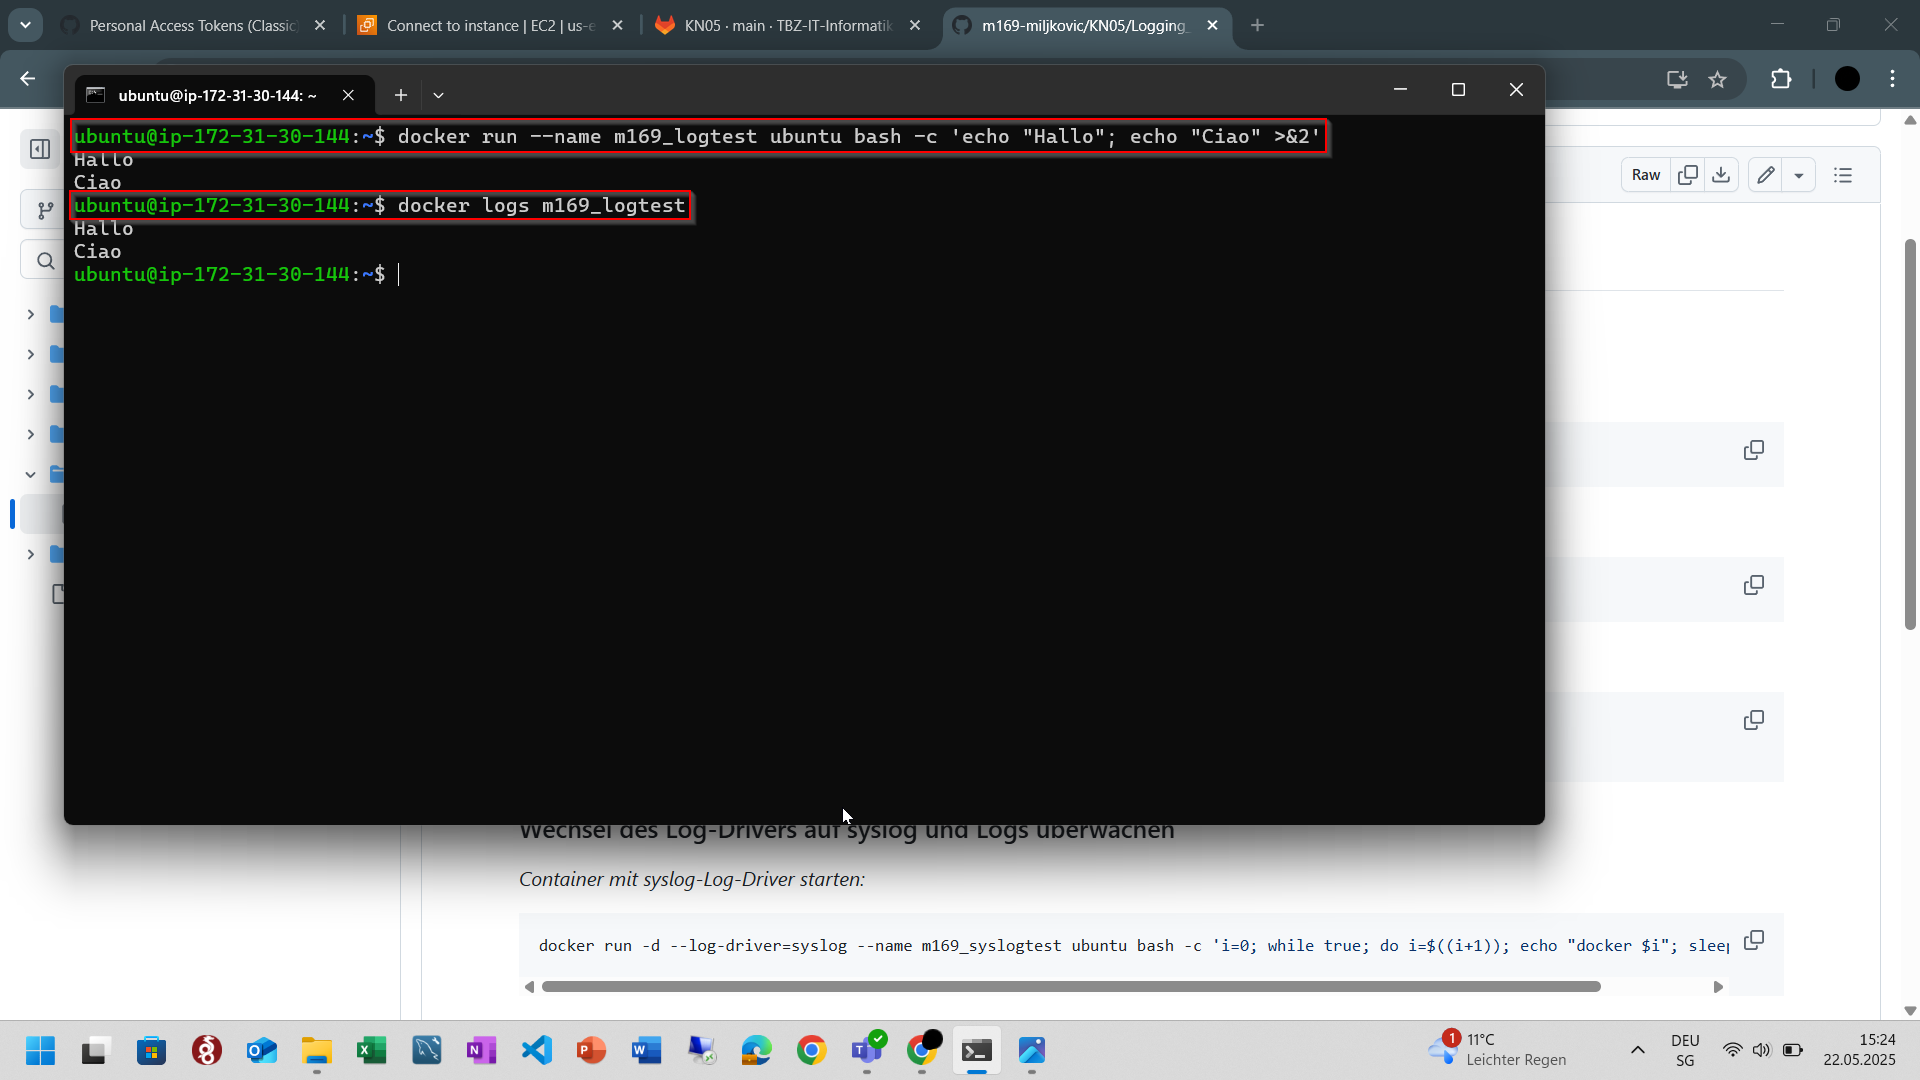 Personal Access Tokens (Classic)
Connect to instance | EC2 | us-e
KN05 · main · TBZ-IT-Informatik
m169-miljkovic/KN05/Logging_
ubuntu@ip-172-31-30-144: ~
ubuntu@ip-172-31-30-144:~$ docker run --name m169_logtest ubuntu bash -c 'echo "Hallo"; echo "Ciao" >&2'
Hallo
Ciao
ubuntu@ip-172-31-30-144:~$ docker logs m169_logtest
Hallo
Ciao
ubuntu@ip-172-31-30-144:~$
Raw
Wechsel des Log-Drivers auf syslog und Logs überwachen
Container mit syslog-Log-Driver starten:
docker run -d --log-driver=syslog --name m169_syslogtest ubuntu bash -c 'i=0; while true; do i=$((i+1)); echo "docker $i"; sleep
1
11°C
Leichter Regen
DEU
SG
15:24
22.05.2025